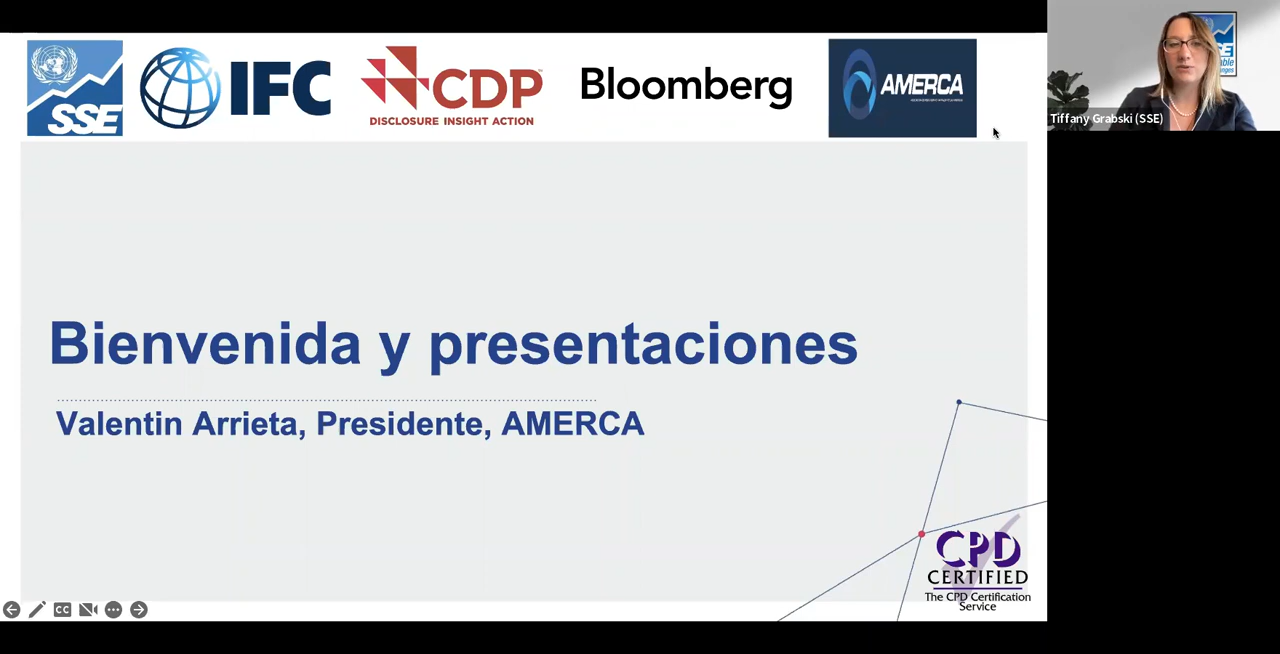 SSE
IFC
CDP
DISCLOSURE INSIGHT ACTION
Bloomberg
AMERCA
Tiffany Grabski (SSE)
Bienvenida y presentaciones
Valentin Arrieta, Presidente, AMERCA
CPD
CERTIFIED
The CPD Certification
Service
CC